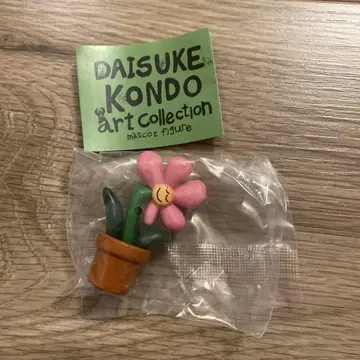 DAISUKE
KONDO
art collection
mascot figure